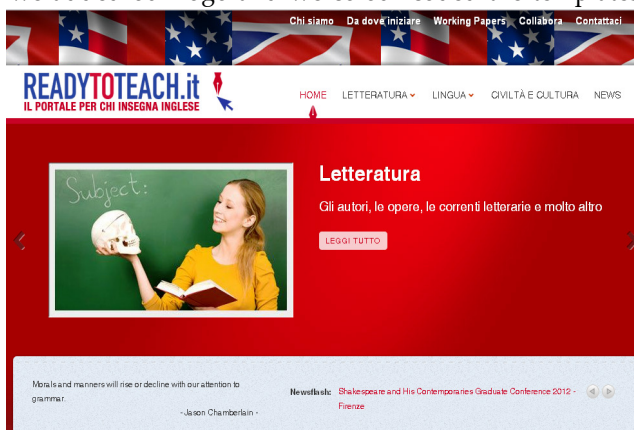 Chi siamo Da dove iniziare Working Papers Collabora Contattaci
READYTOTEACH.it
IL PORTALE PER CHI INSEGNA INGLESE
HOME LETTERATURA LINGUA CIVILTÀ E CULTURA NEWS
Subject:
Letteratura
Gli autori, le opere, le correnti letterarie e molto altro
LEGGI TUTTO
Morals and manners will rise or decline with our attention to
grammar.
- Jason Chamberlain -
Newsflash: Shakespeare and His Contemporaries Graduate Conference 2012 -
Firenze